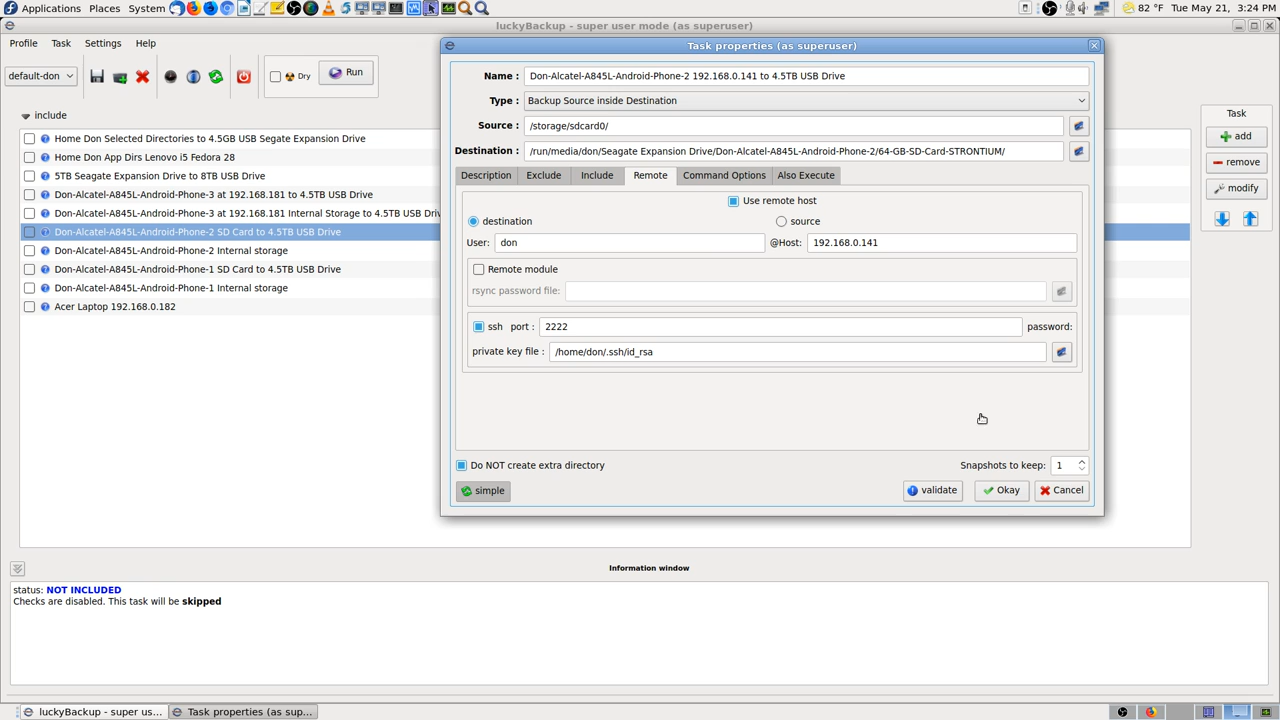 Applications Places System 82 °F Tue May 21, 3:24 PM
luckyBackup - super user mode (as superuser)
Profile Task Settings Help
default-don Dry Run
include
Home Don Selected Directories to 4.5GB USB Segate Expansion Drive
Home Don App Dirs Lenovo i5 Fedora 28
5TB Seagate Expansion Drive to 8TB USB Drive
Don-Alcatel-A845L-Android-Phone-3 at 192.168.181 to 4.5TB USB Drive
Don-Alcatel-A845L-Android-Phone-3 at 192.168.181 Internal Storage to 4.5TB USB Driv
Don-Alcatel-A845L-Android-Phone-2 SD Card to 4.5TB USB Drive
Don-Alcatel-A845L-Android-Phone-2 Internal storage
Don-Alcatel-A845L-Android-Phone-1 SD Card to 4.5TB USB Drive
Don-Alcatel-A845L-Android-Phone-1 Internal storage
Acer Laptop 192.168.0.182
Task properties (as superuser)
Name : Don-Alcatel-A845L-Android-Phone-2 192.168.0.141 to 4.5TB USB Drive
Type : Backup Source inside Destination
Source : /storage/sdcard0/
Destination : /run/media/don/Seagate Expansion Drive/Don-Alcatel-A845L-Android-Phone-2/64-GB-SD-Card-STRONTIUM/
Description Exclude Include Remote Command Options Also Execute
Use remote host
destination source
User: don @Host: 192.168.0.141
Remote module
rsync password file:
ssh port : 2222 password:
private key file : /home/don/.ssh/id_rsa
Do NOT create extra directory Snapshots to keep: 1
simple validate Okay Cancel
Task
add
remove
modify
Information window
status: NOT INCLUDED
Checks are disabled. This task will be skipped
luckyBackup - super us... Task properties (as sup...